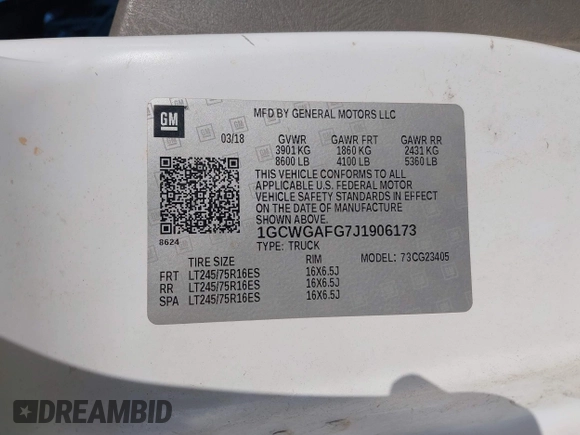 GM
MFD BY GENERAL MOTORS LLC
03/18 GVWR GAWR FRT GAWR RR
3901 KG 1860 KG 2431 KG
8600 LB 4100 LB 5360 LB
THIS VEHICLE CONFORMS TO ALL
APPLICABLE U.S. FEDERAL MOTOR
VEHICLE SAFETY STANDARDS IN EFFECT
ON THE DATE OF MANUFACTURE
SHOWN ABOVE.
8624
1GCWGAFG7J1906173
TYPE: TRUCK
TIRE SIZE RIM MODEL: 73CG23405
FRT LT245/75R16ES 16X6.5J
RR LT245/75R16ES 16X6.5J
SPA LT245/75R16ES 16X6.5J
DREAMBID